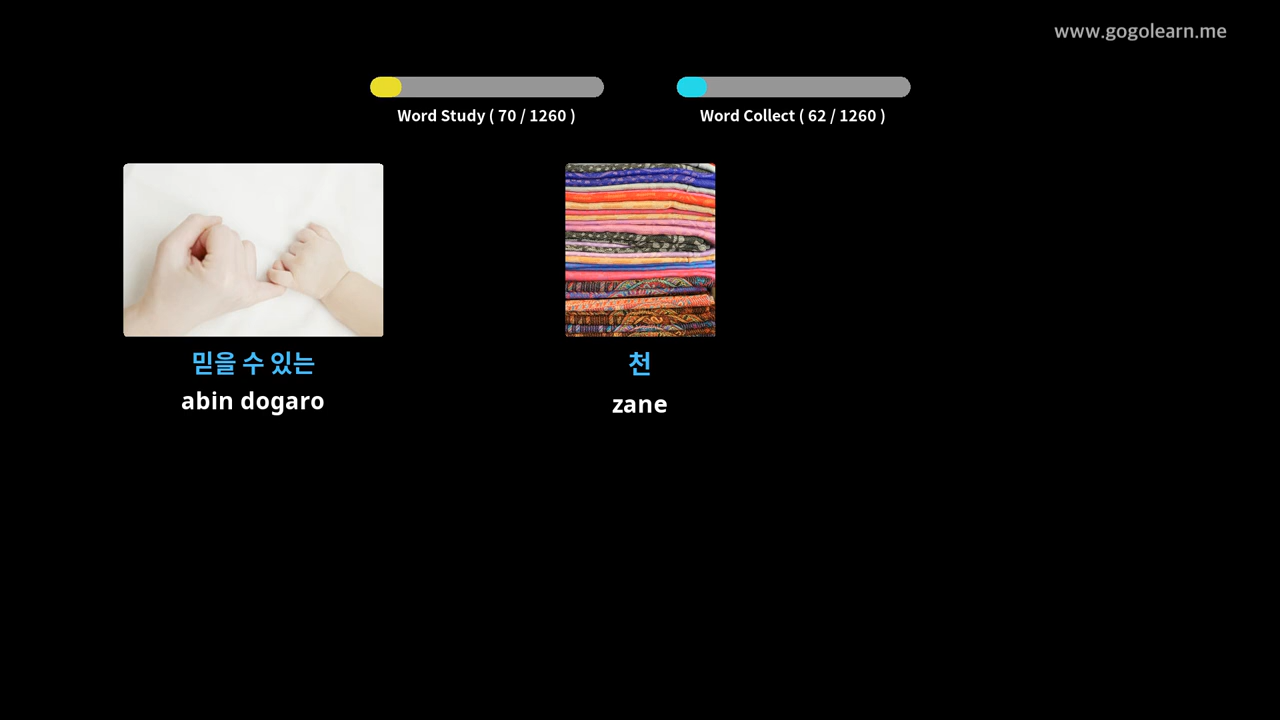 www.gogolearn.me
Word Study ( 70 / 1260 )
Word Collect ( 62 / 1260 )
믿을 수 있는
abin dogaro
천
zane